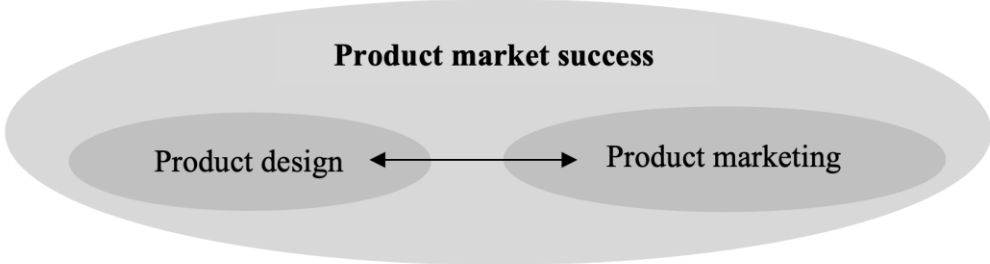 Product market success
Product design
Product marketing